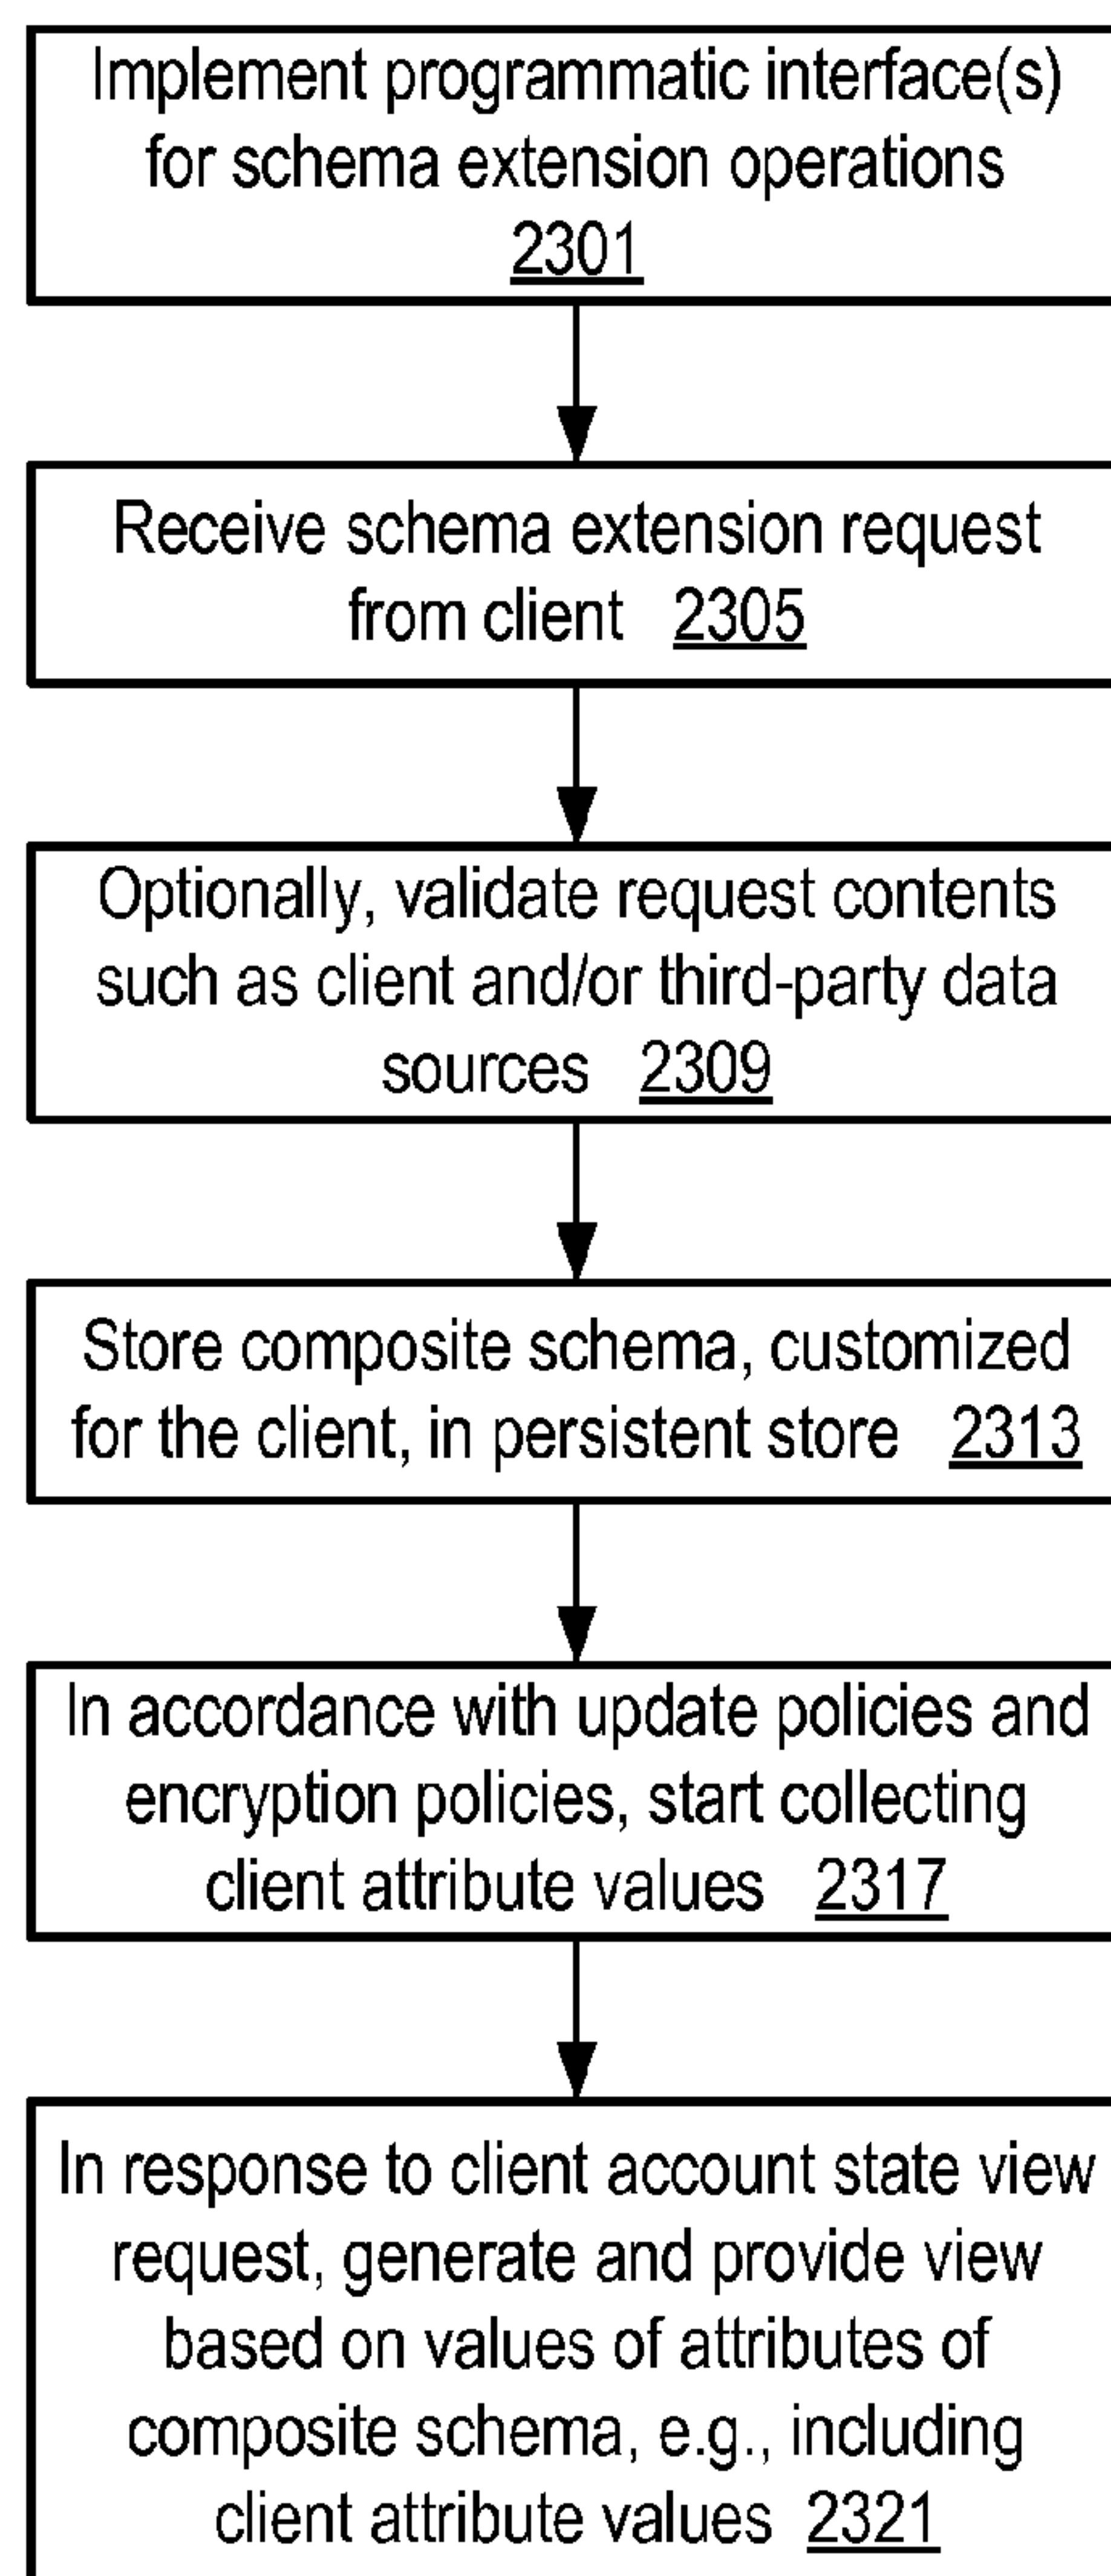 Implement programmatic interface(s)
for schema extension operations
2301
Receive schema extension request
from client 2305
Optionally, validate request contents
such as client and/or third-party data
sources 2309
Store composite schema, customized
for the client, in persistent store 2313
In accordance with update policies and
encryption policies, start collecting
client attribute values 2317
In response to client account state view
request, generate and provide view
based on values of attributes of
composite schema, e.g., including
client attribute values 2321